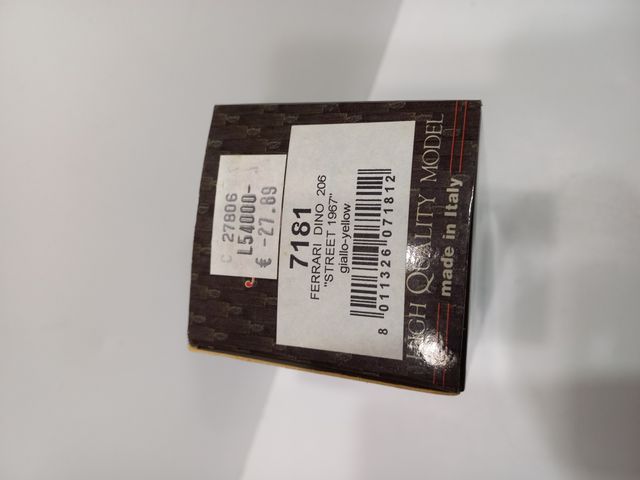 C 27806
L54000-
€ -27.89
7181
FERRARI DINO 206
"STREET 1967"
giallo-yellow
8 011326 071812
HIGH QUALITY MODEL
made in Italy